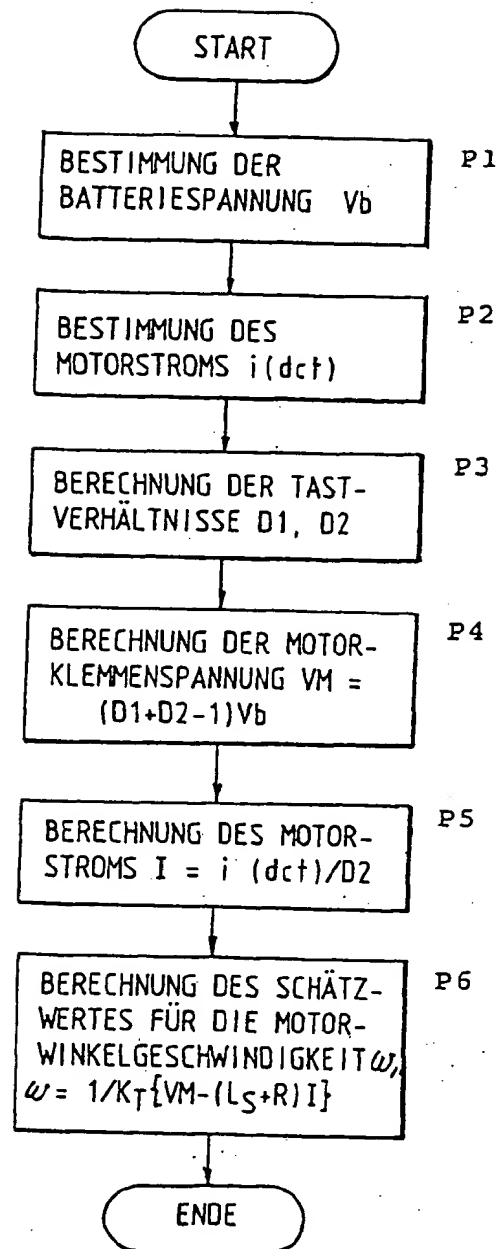 START
BESTIMMUNG DER
BATTERIESPANNUNG Vb
P1
BESTIMMUNG DES
MOTORSTROMS i(dct)
P2
BERECHNUNG DER TAST-
VERHÄLTNISSE D1, D2
P3
BERECHNUNG DER MOTOR-
KLEMMENSPANNUNG VM =
(D1+D2-1)Vb
P4
BERECHNUNG DES MOTOR-
STROMS I = i (dct)/D2
P5
BERECHNUNG DES SCHÄTZ-
WERTES FÜR DIE MOTOR-
WINKELGESCHWINDIGKEIT ω,
ω = 1/KT{VM-(LS+R)I}
P6
ENDE